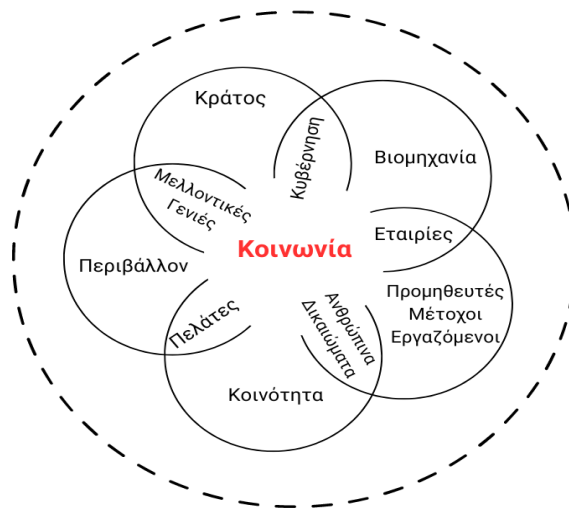 Κράτος
Κυβέρνηση
Βιομηχανία
Μελλοντικές
Γενιές
Κοινωνία
Εταιρίες
Περιβάλλον
Προμηθευτές
Μέτοχοι
Εργαζόμενοι
Πελάτες
Ανθρώπινα
Δικαιώματα
Κοινότητα